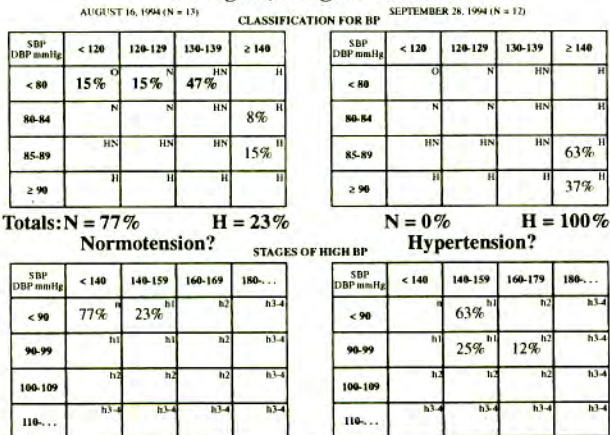 AUGUST 16, 1994 (N = 13) SEPTEMBER 28, 1994 (N = 12)
CLASSIFICATION FOR BP
SBP DBP mmHg < 120 120-129 130-139 ≥ 140
< 80 15% O 15% N 47% HN H
80-84 N N HN 8% H
85-89 HN HN HN 15% H
≥ 90 H H H H
SBP DBP mmHg < 120 120-129 130-139 ≥ 140
< 80 O N HN H
80-84 N N HN H
85-89 HN HN HN 63% H
≥ 90 H H H 37% H
Totals: N = 77% H = 23% N = 0% H = 100%
Normotension? Hypertension?
STAGES OF HIGH BP
SBP DBP mmHg < 140 140-159 160-169 180-...
< 90 77% n 23% h1 h2 h3-4
90-99 h1 h1 h2 h3-4
100-109 h2 h2 h2 h3-4
110-... h3-4 h3-4 h3-4 h3-4
SBP DBP mmHg < 140 140-159 160-179 180-...
< 90 n 63% h1 h2 h3-4
90-99 h1 25% h1 12% h2 h3-4
100-109 h2 h2 h2 h3-4
110-... h3-4 h3-4 h3-4 h3-4